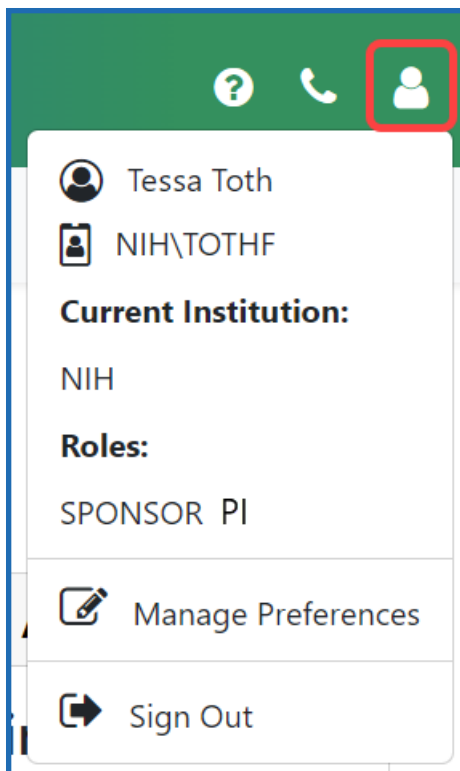 Tessa Toth
NIH\TOTHF
Current Institution:
NIH
Roles:
SPONSOR PI
Manage Preferences
Sign Out